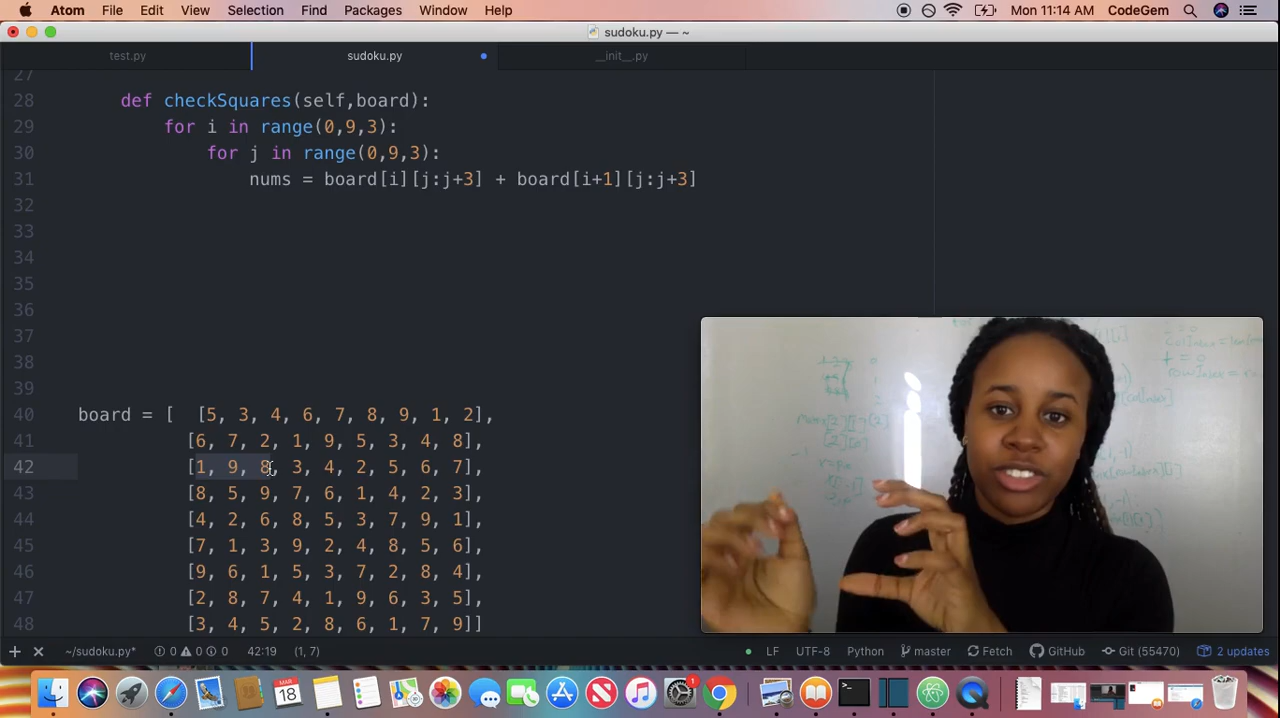 Atom File Edit View Selection Find Packages Window Help Mon 11:14 AM CodeGem
sudoku.py — ~
test.py sudoku.py __init__.py
27
28 def checkSquares(self,board):
29 for i in range(0,9,3):
30 for j in range(0,9,3):
31 nums = board[i][j:j+3] + board[i+1][j:j+3]
32
33
34
35
36
37
38
39
40 board = [ [5, 3, 4, 6, 7, 8, 9, 1, 2],
41 [6, 7, 2, 1, 9, 5, 3, 4, 8],
42 [1, 9, 8, 3, 4, 2, 5, 6, 7],
43 [8, 5, 9, 7, 6, 1, 4, 2, 3],
44 [4, 2, 6, 8, 5, 3, 7, 9, 1],
45 [7, 1, 3, 9, 2, 4, 8, 5, 6],
46 [9, 6, 1, 5, 3, 7, 2, 8, 4],
47 [2, 8, 7, 4, 1, 9, 6, 3, 5],
48 [3, 4, 5, 2, 8, 6, 1, 7, 9]]
~/sudoku.py* 0 0 0 42:19 (1, 7) LF UTF-8 Python master Fetch GitHub Git (55470) 2 updates
MAR
18
1